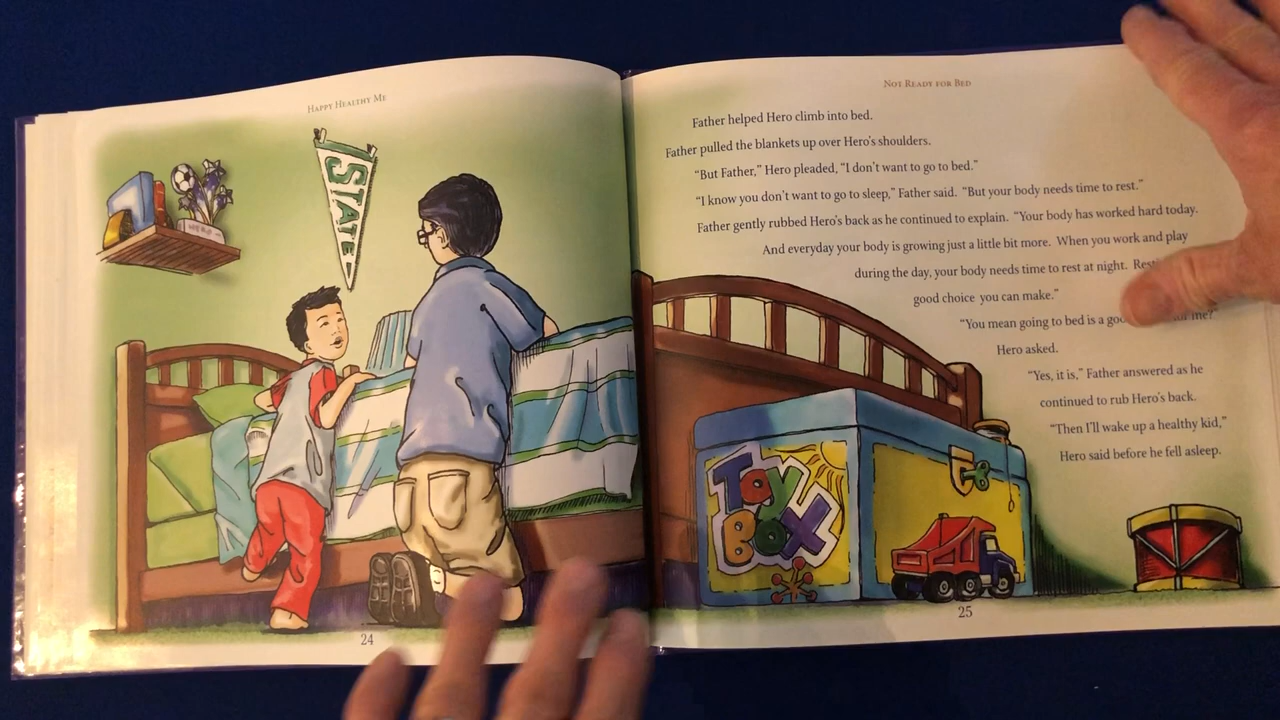 Happy Healthy Me
STATE
24
Not Ready for Bed
Father helped Hero climb into bed.
Father pulled the blankets up over Hero's shoulders.
“But Father,” Hero pleaded, “I don't want to go to bed.”
“I know you don't want to go to sleep,” Father said. “But your body needs time to rest.”
Father gently rubbed Hero's back as he continued to explain. “Your body has worked hard today.
And everyday your body is growing just a little bit more. When you work and play
during the day, your body needs time to rest at night.
good choice you can make.”
“You mean going to bed is a me?”
Hero asked.
“Yes, it is,” Father answered as he
continued to rub Hero's back.
“Then I'll wake up a healthy kid,”
Hero said before he fell asleep.
Toy
Box
25